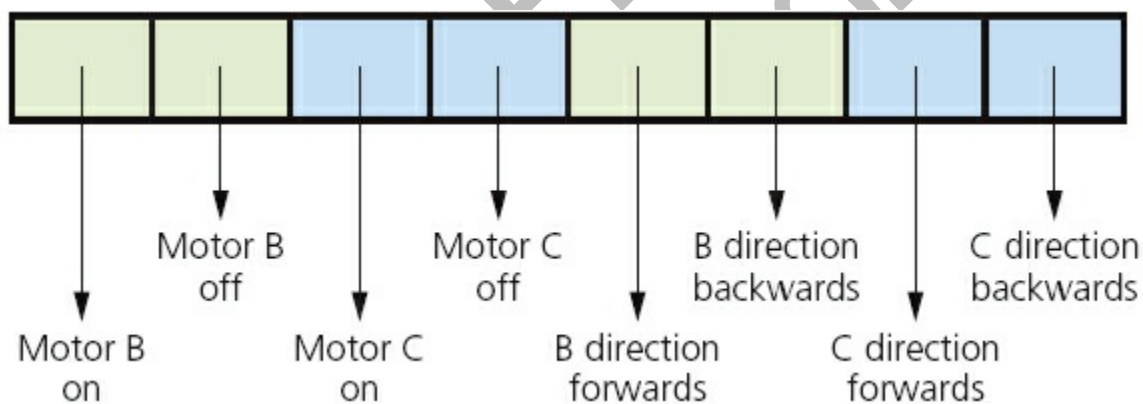 Motor B
off
Motor C
off
B direction
backwards
C direction
backwards
Motor B
on
Motor C
on
B direction
forwards
C direction
forwards